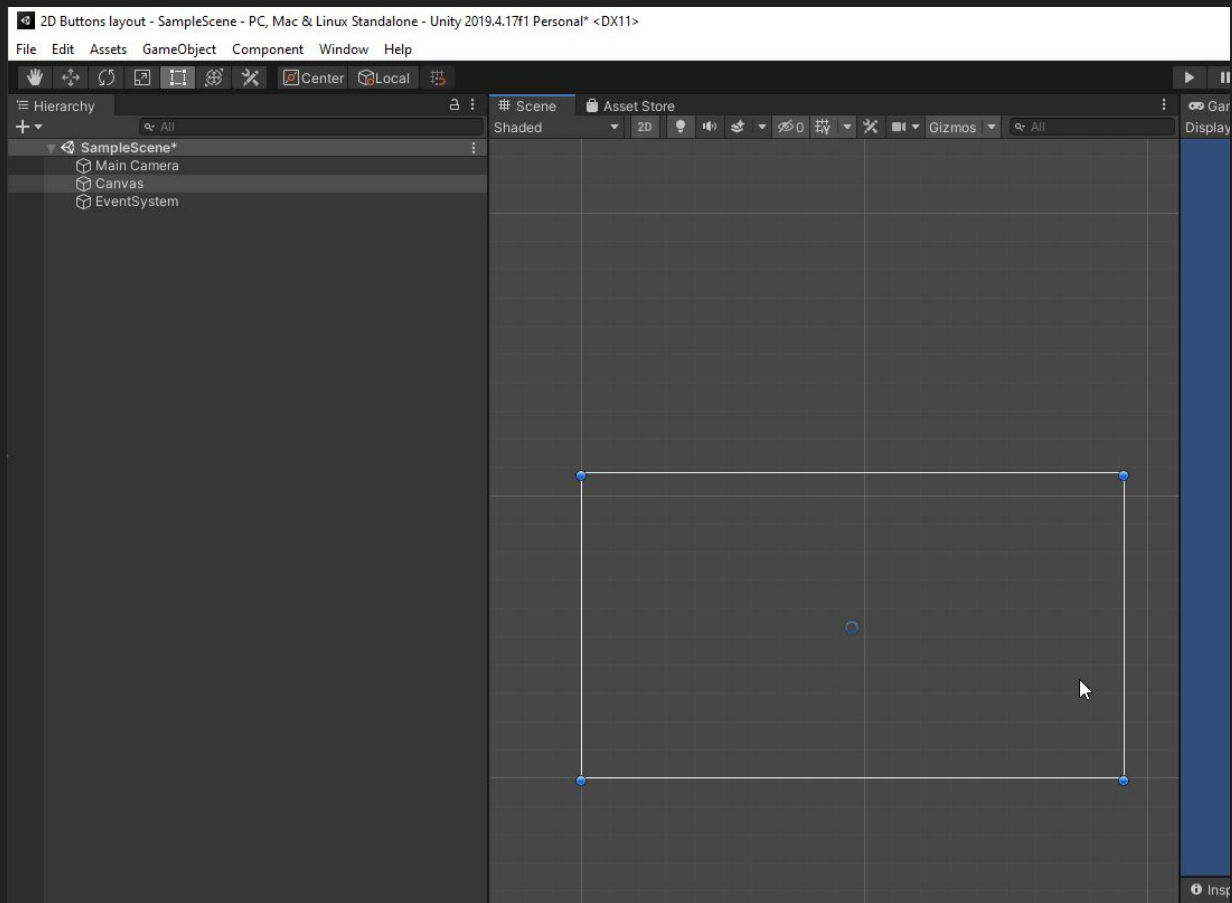 2D Buttons layout - SampleScene - PC, Mac & Linux Standalone - Unity 2019.4.17f1 Personal* <DX11>
File Edit Assets GameObject Component Window Help
Center Local
Hierarchy
All
SampleScene*
Main Camera
Canvas
EventSystem
Scene Asset Store
Shaded 2D 0 Gizmos All
Display